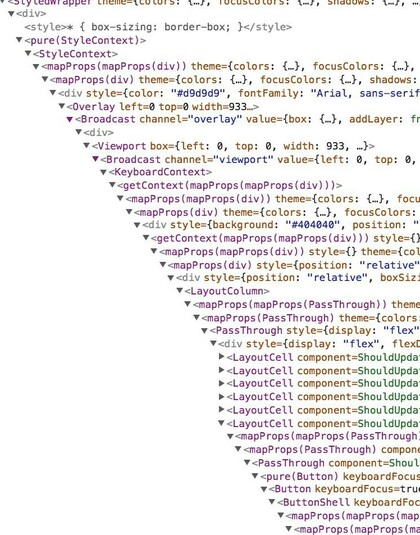 <StyledWrapper theme={colors: {…}, focusColors: {…}, shadows: …
<div>
<style>* { box-sizing: border-box; }</style>
<pure(StyleContext)>
<StyleContext>
<mapProps(mapProps(div)) theme={colors: {…}, focusColors: {…},
<mapProps(div) theme={colors: {…}, focusColors: {…}, shadows:
<div style={color: "#d9d9d9", fontFamily: "Arial, sans-serif
<Overlay left=0 top=0 width=933…>
<Broadcast channel="overlay" value={box: {…}, addLayer: fn
<div>
<Viewport box={left: 0, top: 0, width: 933, …}>
<Broadcast channel="viewport" value={left: 0, top: 0,
<KeyboardContext>
<getContext(mapProps(mapProps(div)))>
<mapProps(mapProps(div)) theme={colors: {…}, focu
<mapProps(div) theme={colors: {…}, focusColors:
<div style={background: "#404040", position: "
<getContext(mapProps(mapProps(div))) style={}
<mapProps(mapProps(div)) style={} theme={col
<mapProps(div) style={position: "relative"
<div style={position: "relative", boxSizi
<LayoutColumn>
<mapProps(mapProps(PassThrough)) theme
<mapProps(PassThrough) theme={colors:
<PassThrough style={display: "flex"
<div style={display: "flex", flexD
<LayoutCell component=ShouldUpda
<LayoutCell component=ShouldUpda
<LayoutCell component=ShouldUpda
<LayoutCell component=ShouldUpda
<LayoutCell component=ShouldUpda
<LayoutCell component=ShouldUpda
<mapProps(mapProps(PassThrough)
<mapProps(PassThrough) compone
<PassThrough component=Shoul
<pure(Button) keyboardFocus
<Button keyboardFocus=true
<ButtonShell keyboardFoc
<mapProps(mapProps(map
<mapProps(mapProps(ma